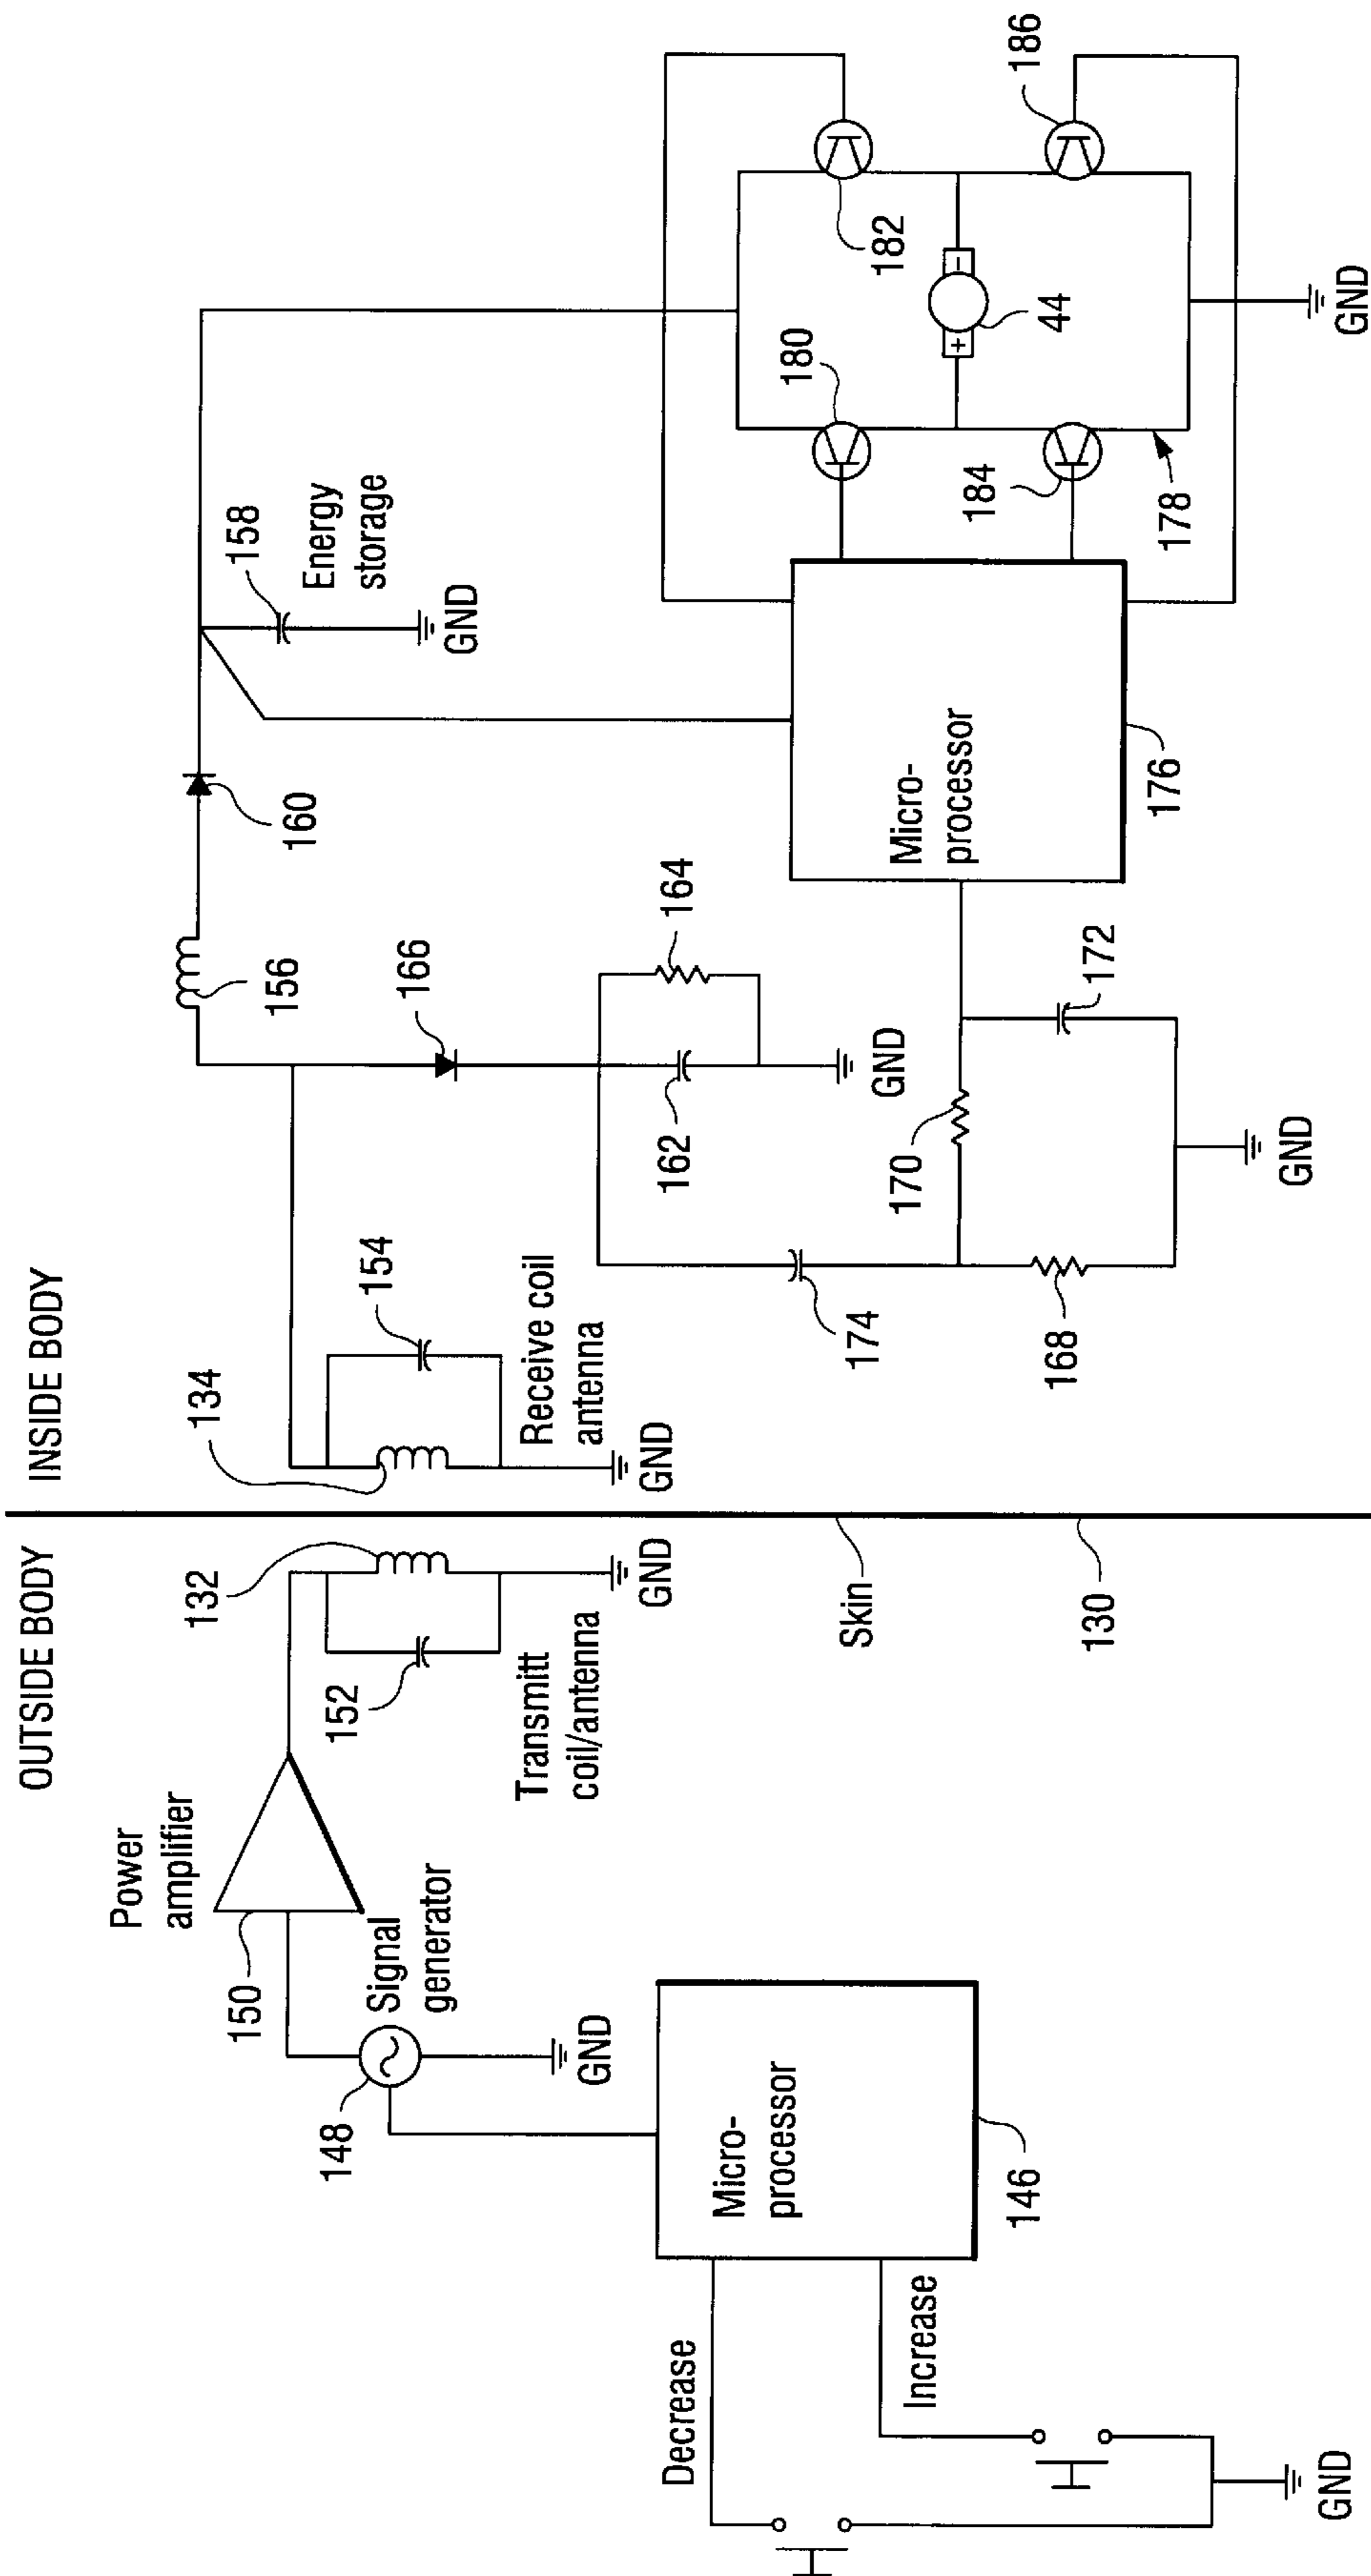 OUTSIDE BODY
INSIDE BODY
Power
amplifier
150
Signal
generator
148
GND
132
152
Transmitt
coil/antenna
GND
Micro-
processor
146
Decrease
Increase
GND
Skin
130
134
154
Receive coil
antenna
GND
156
160
158
Energy
storage
GND
166
164
162
GND
174
170
172
168
GND
Micro-
processor
176
180
182
184
186
+
-
44
178
GND